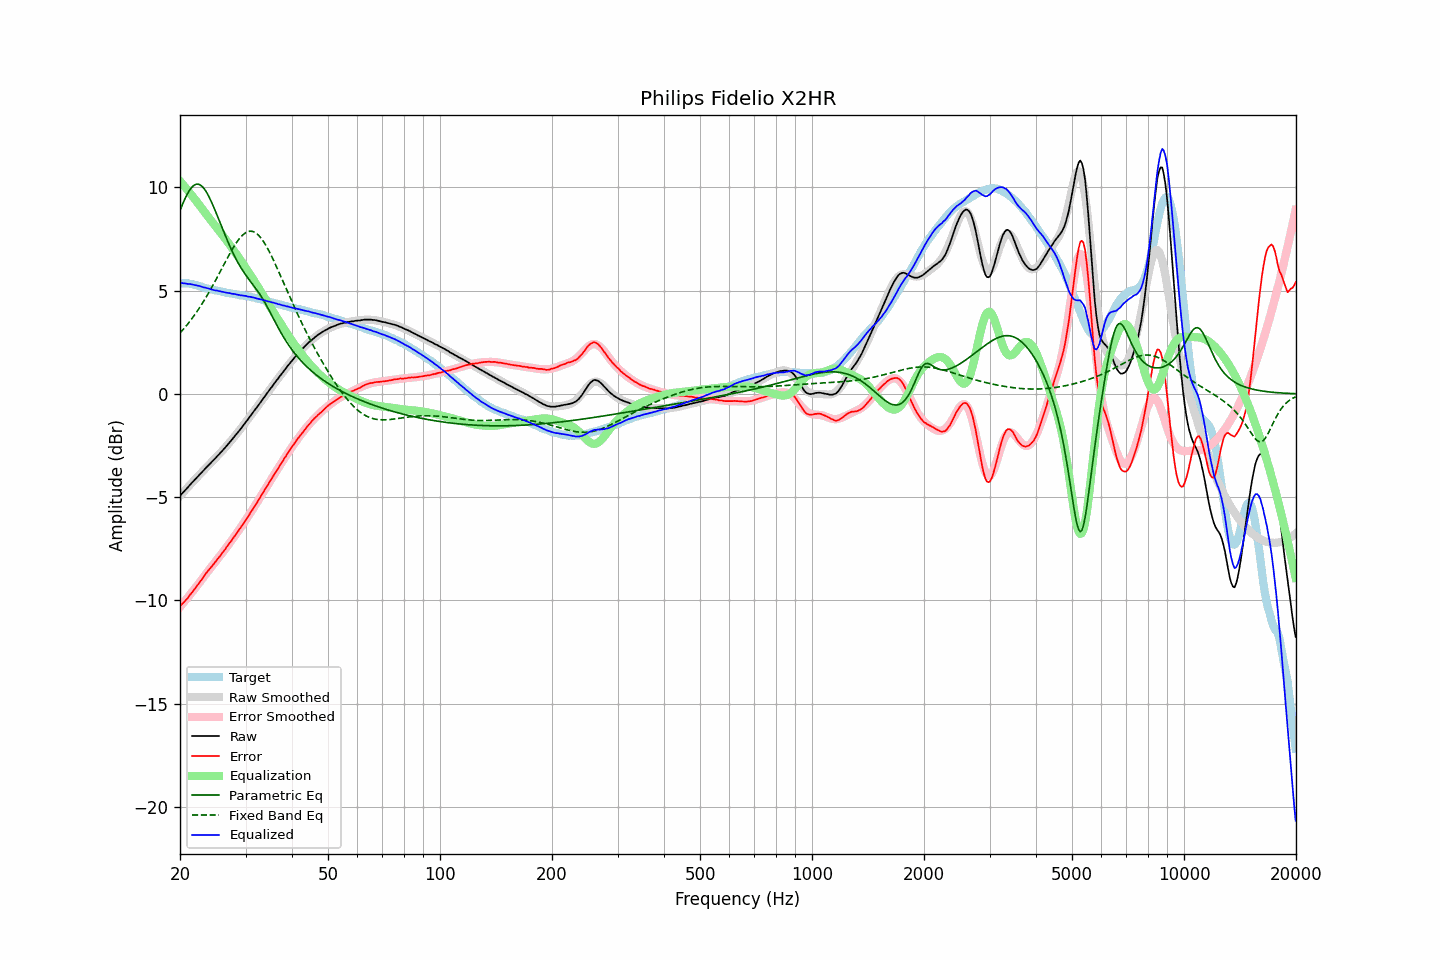 Philips Fidelio X2HR
Amplitude (dBr)
10
5
0
−5
−10
−15
−20
Target
Raw Smoothed
Error Smoothed
Raw
Error
Equalization
Parametric Eq
Fixed Band Eq
Equalized
20 50 100 200 500 1000 2000 5000 10000 20000
Frequency (Hz)